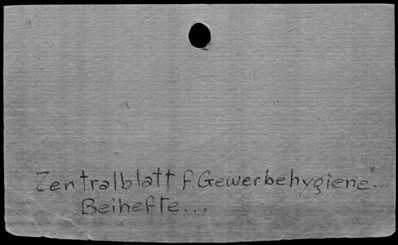 Zentralblatt f. Gewerbehygiene...
Beihefte...